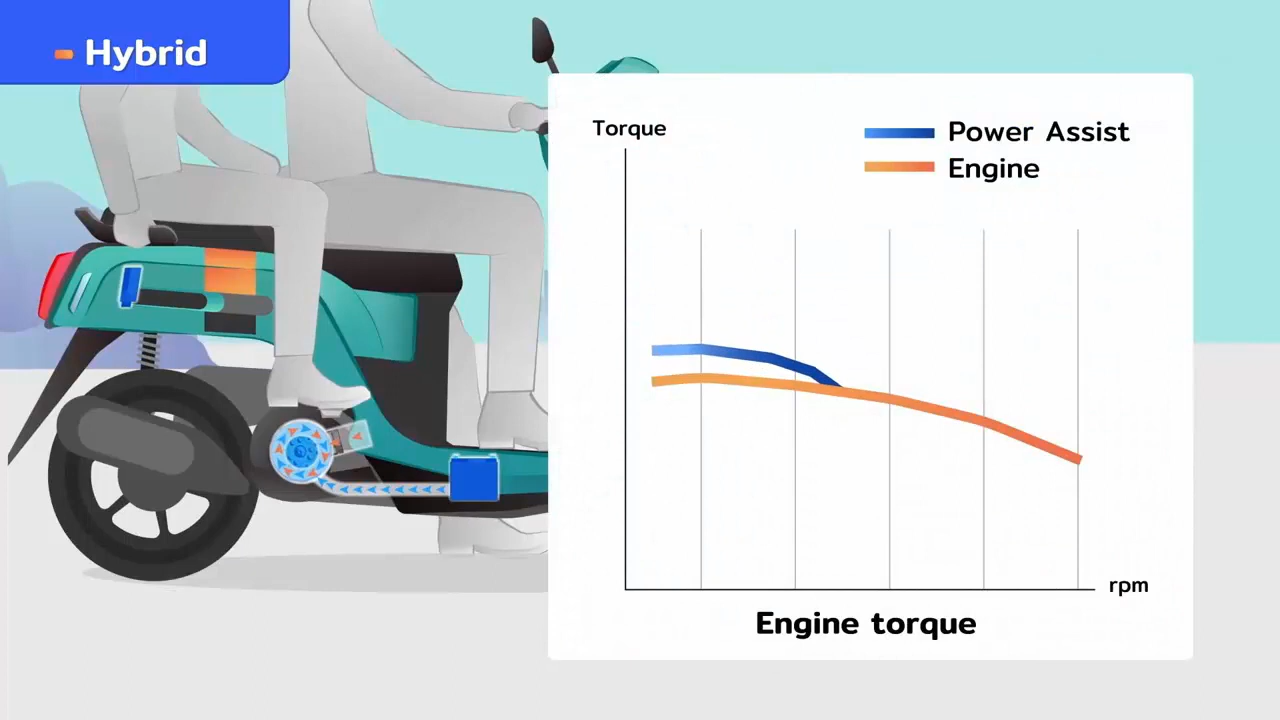 Hybrid
Torque
Power Assist
Engine
rpm
Engine torque